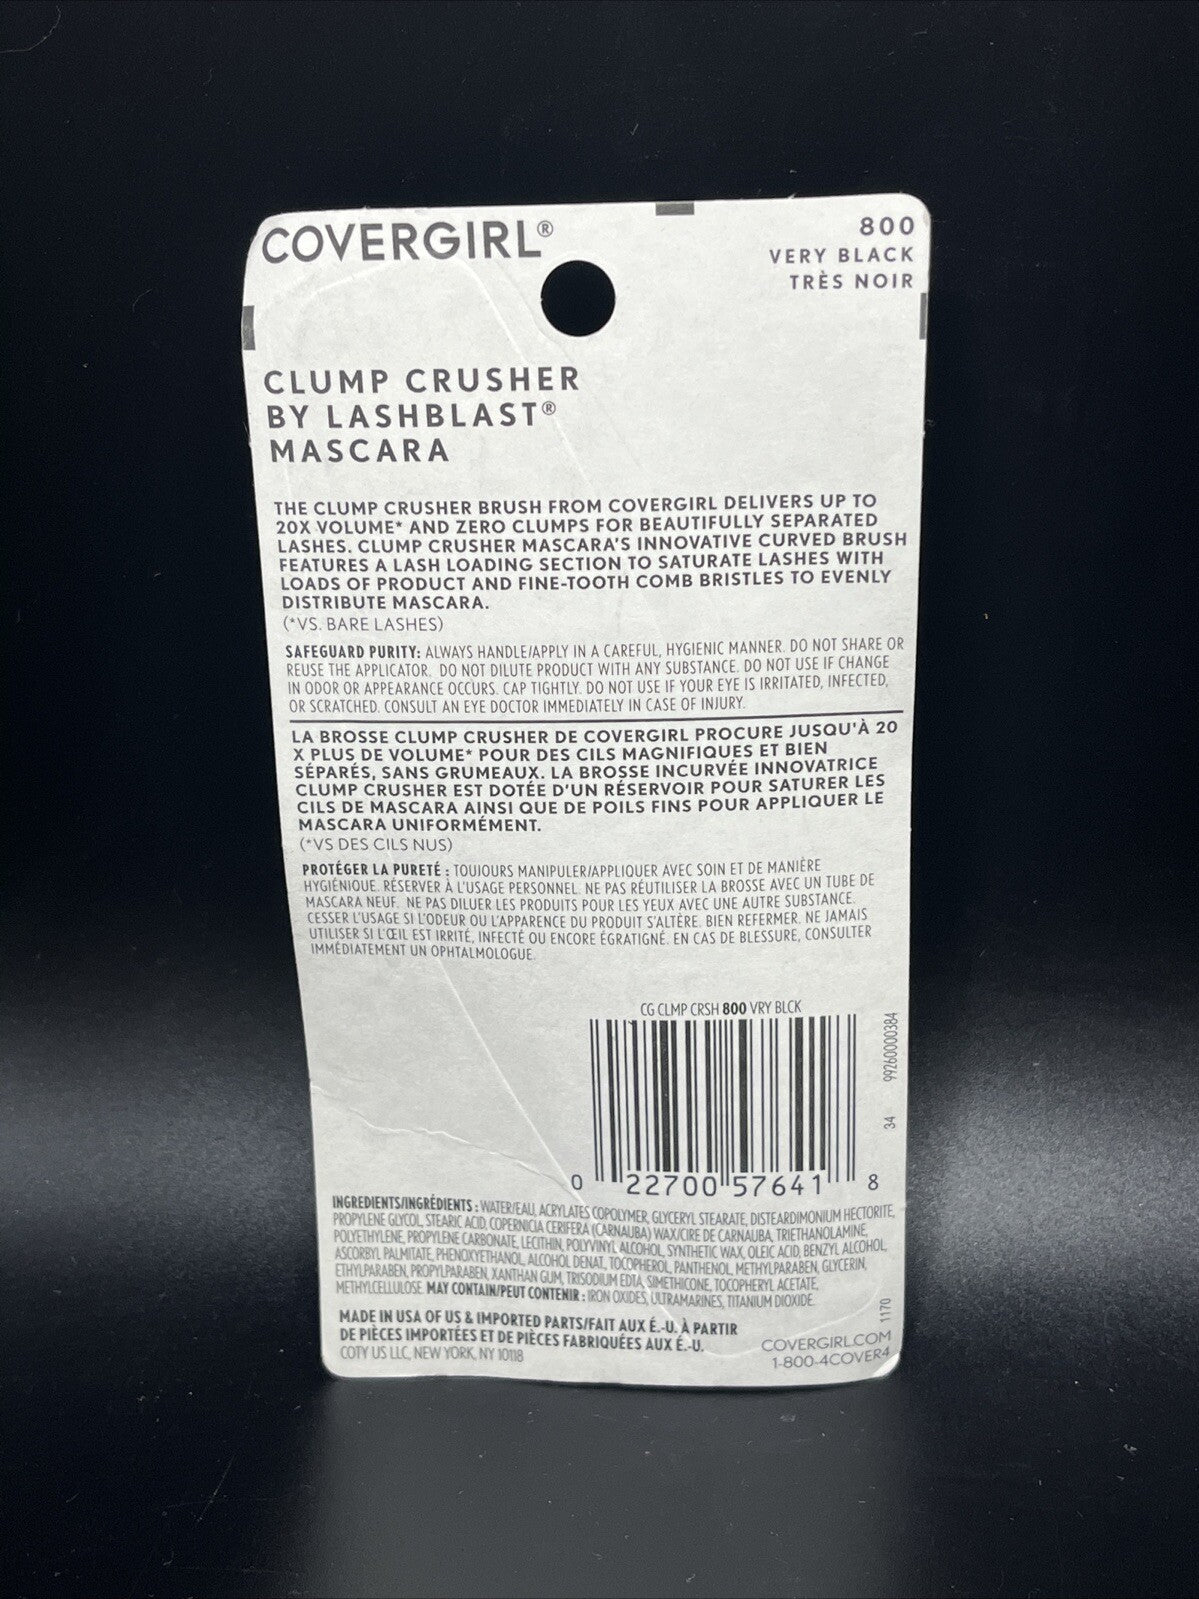 COVERGIRL®
800
VERY BLACK
TRÈS NOIR
CLUMP CRUSHER
BY LASHBLAST®
MASCARA
THE CLUMP CRUSHER BRUSH FROM COVERGIRL DELIVERS UP TO
20X VOLUME* AND ZERO CLUMPS FOR BEAUTIFULLY SEPARATED
LASHES. CLUMP CRUSHER MASCARA'S INNOVATIVE CURVED BRUSH
FEATURES A LASH LOADING SECTION TO SATURATE LASHES WITH
LOADS OF PRODUCT AND FINE-TOOTH COMB BRISTLES TO EVENLY
DISTRIBUTE MASCARA.
(*VS. BARE LASHES)
SAFEGUARD PURITY: ALWAYS HANDLE/APPLY IN A CAREFUL, HYGIENIC MANNER. DO NOT SHARE OR
REUSE THE APPLICATOR. DO NOT DILUTE PRODUCT WITH ANY SUBSTANCE. DO NOT USE IF CHANGE
IN ODOR OR APPEARANCE OCCURS. CAP TIGHTLY. DO NOT USE IF YOUR EYE IS IRRITATED, INFECTED,
OR SCRATCHED. CONSULT AN EYE DOCTOR IMMEDIATELY IN CASE OF INJURY.
LA BROSSE CLUMP CRUSHER DE COVERGIRL PROCURE JUSQU'À 20
X PLUS DE VOLUME* POUR DES CILS MAGNIFIQUES ET BIEN
SÉPARÉS, SANS GRUMEAUX. LA BROSSE INCURVÉE INNOVATRICE
CLUMP CRUSHER EST DOTÉE D'UN RÉSERVOIR POUR SATURER LES
CILS DE MASCARA AINSI QUE DE POILS FINS POUR APPLIQUER LE
MASCARA UNIFORMÉMENT.
(*VS DES CILS NUS)
PROTÉGER LA PURETÉ : TOUJOURS MANIPULER/APPLIQUER AVEC SOIN ET DE MANIÈRE
HYGIÉNIQUE. RÉSERVER À L'USAGE PERSONNEL. NE PAS RÉUTILISER LA BROSSE AVEC UN TUBE DE
MASCARA NEUF. NE PAS DILUER LES PRODUITS POUR LES YEUX AVEC UNE AUTRE SUBSTANCE.
CESSER L'USAGE SI L'ODEUR OU L'APPARENCE DU PRODUIT S'ALTÈRE. BIEN REFERMER. NE JAMAIS
UTILISER SI L'ŒIL EST IRRITÉ, INFECTÉ OU ENCORE ÉGRATIGNÉ. EN CAS DE BLESSURE, CONSULTER
IMMÉDIATEMENT UN OPHTALMOLOGUE.
CG CLMP CRSH 800 VRY BLCK
0 22700 57641 8
34 99260000384
INGREDIENTS/INGRÉDIENTS : WATER/EAU, ACRYLATES COPOLYMER, GLYCERYL STEARATE, DISTEARDIMONIUM HECTORITE,
PROPYLENE GLYCOL, STEARIC ACID, COPERNICIA CERIFERA (CARNAUBA) WAX/CIRE DE CARNAUBA, TRIETHANOLAMINE,
POLYETHYLENE, PROPYLENE CARBONATE, LECITHIN, POLYVINYL ALCOHOL, SYNTHETIC WAX, OLEIC ACID, BENZYL ALCOHOL,
ASCORBYL PALMITATE, PHENOXYETHANOL, ALCOHOL DENAT, TOCOPHEROL, PANTHENOL, METHYLPARABEN, GLYCERIN,
ETHYLPARABEN, PROPYLPARABEN, XANTHAN GUM, TRISODIUM EDTA, SIMETHICONE, TOCOPHERYL ACETATE,
METHYLCELLULOSE. MAY CONTAIN/PEUT CONTENIR : IRON OXIDES, ULTRAMARINES, TITANIUM DIOXIDE.
MADE IN USA OF US & IMPORTED PARTS/FAIT AUX É.-U. À PARTIR
DE PIÈCES IMPORTÉES ET DE PIÈCES FABRIQUÉES AUX É.-U.
COTY US LLC, NEW YORK, NY 10118
1170
COVERGIRL.COM
1-800-4COVER4